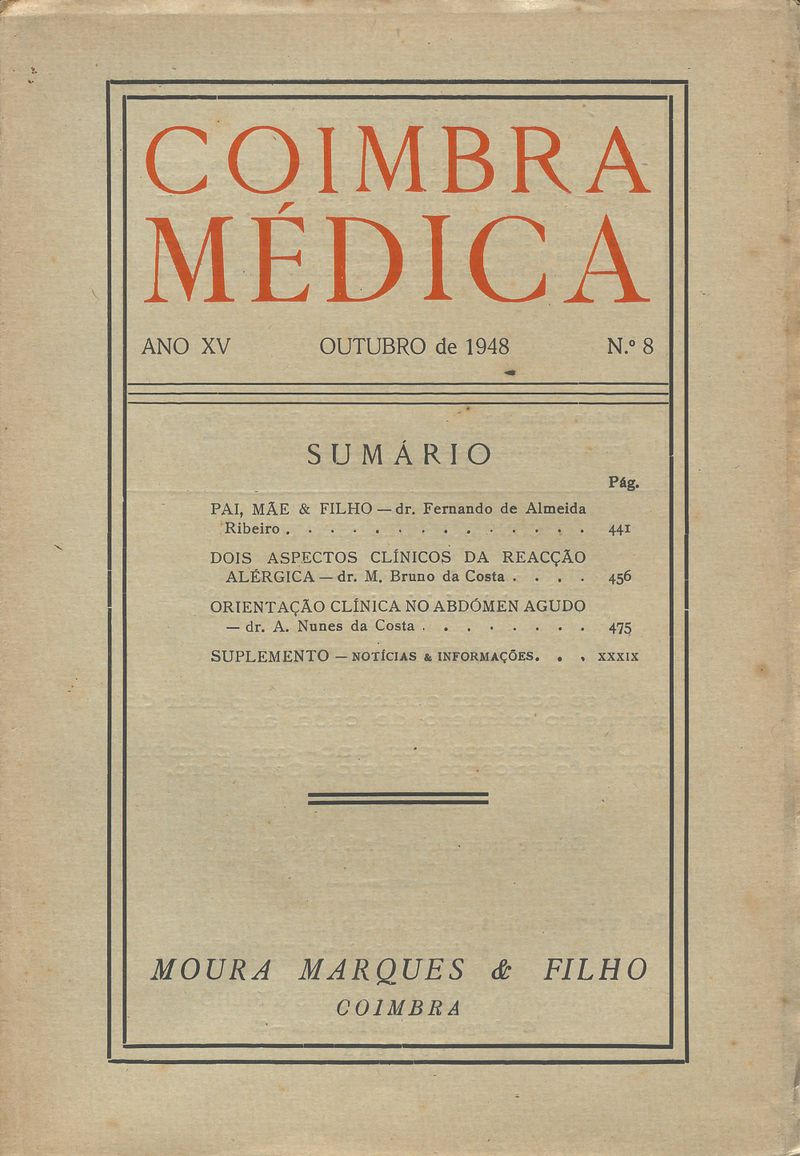 COIMBRA
MÉDICA
ANO XV OUTUBRO de 1948 N.º 8
SUMÁRIO
Pág.
PAI, MÃE & FILHO — dr. Fernando de Almeida
Ribeiro . . . . . . . . . . . . . . 441
DOIS ASPECTOS CLÍNICOS DA REACÇÃO
ALÉRGICA — dr. M. Bruno da Costa . . . . 456
ORIENTAÇÃO CLÍNICA NO ABDÓMEN AGUDO
— dr. A. Nunes da Costa . . . . . . . . 475
SUPLEMENTO — NOTÍCIAS & INFORMAÇÕES. . . XXXIX
MOURA MARQUES & FILHO
COIMBRA